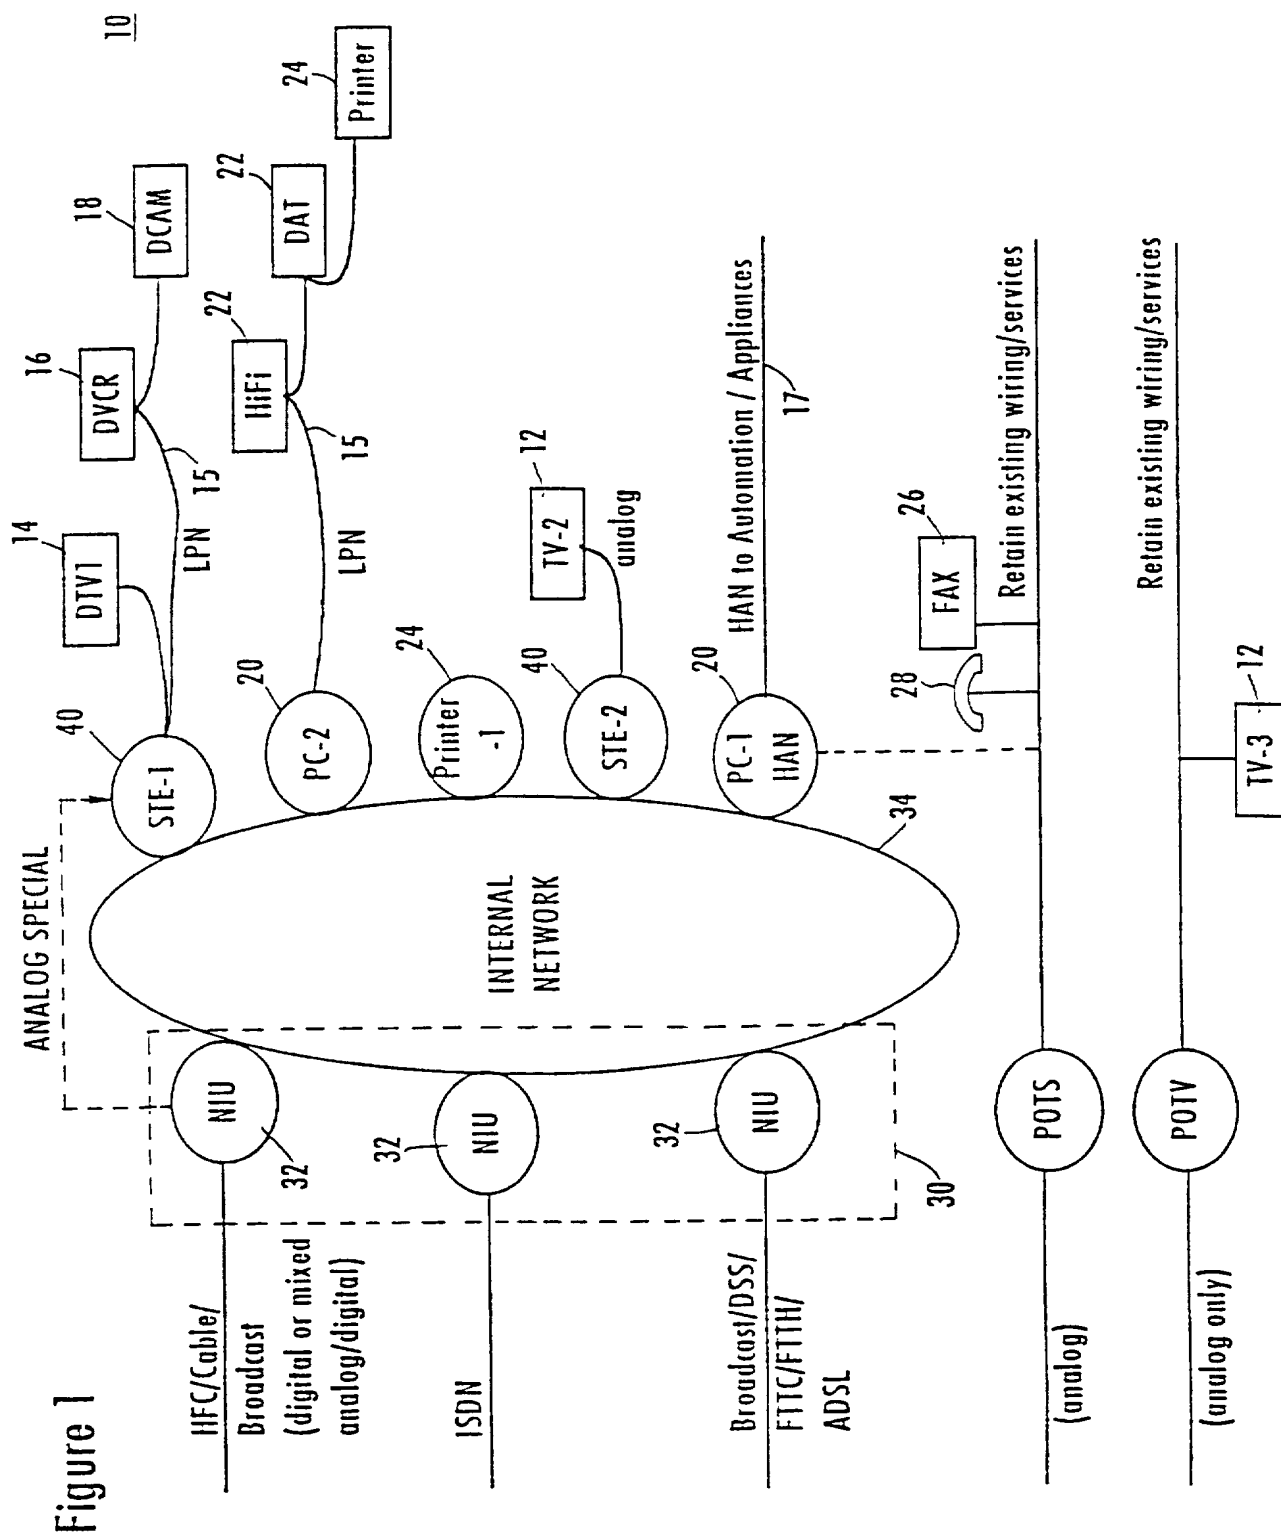 Figure 1
10
HFC/Cable/
Broadcast
(digital or mixed
analog/digital)
ISDN
Broadcast/DSS/
FTTC/FTTH/
ADSL
(analog)
(analog only)
ANALOG SPECIAL
NIU
32
NIU
32
NIU
32
30
POTS
POTV
INTERNAL
NETWORK
34
STE-1
40
PC-2
20
Printer
-1
24
STE-2
40
PC-1
HAN
20
DTV1
14
LPN
15
DVCR
16
DCAM
18
LPN
15
HiFi
22
DAT
22
Printer
24
TV-2
12
analog
HAN to Automation / Appliances
17
28
FAX
26
Retain existing wiring/services
TV-3
12
Retain existing wiring/services